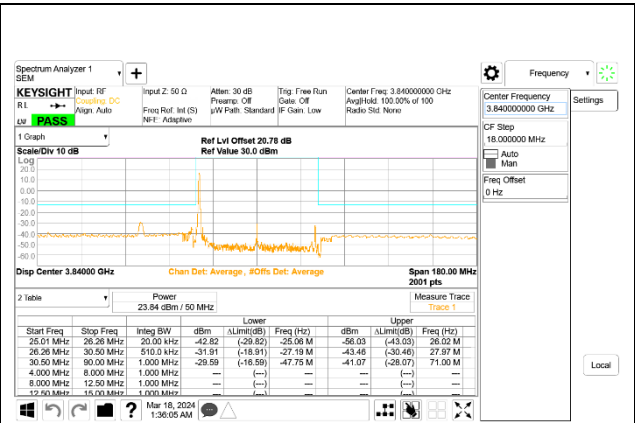 Spectrum Analyzer 1
SEM
Frequency
KEYSIGHT Input: RF Input Z: 50 Ω Atten: 30 dB Trig: Free Run Center Freq: 3.840000000 GHz
RL Coupling: DC Preamp: Off Gate: Off Avg|Hold: 100.00% of 100
Align: Auto Freq Ref: Int (S) µW Path: Standard IF Gain: Low Radio Std: None
PASS NFE: Adaptive
Center Frequency
3.840000000 GHz
Settings
CF Step
18.000000 MHz
Auto
Man
Freq Offset
0 Hz
1 Graph
Ref Lvl Offset 20.78 dB
Scale/Div 10 dB Ref Value 30.0 dBm
Log
20.0
10.0
0.00
-10.0
-20.0
-30.0
-40.0
-50.0
-60.0
Disp Center 3.84000 GHz Chan Det: Average, #Offs Det: Average Span 180.00 MHz
2001 pts
2 Table Power Measure Trace
23.84 dBm / 50 MHz Trace 1
Lower Upper
Start Freq Stop Freq Integ BW dBm ΔLimit(dB) Freq (Hz) dBm ΔLimit(dB) Freq (Hz)
25.01 MHz 26.26 MHz 20.00 kHz -42.82 (-29.82) -25.06 M -56.03 (-43.03) 26.02 M
26.26 MHz 30.50 MHz 510.0 kHz -31.91 (-18.91) -27.19 M -43.46 (-30.46) 27.97 M
30.50 MHz 90.00 MHz 1.000 MHz -29.59 (-16.59) -47.75 M -41.07 (-28.07) 71.00 M
4.000 MHz 8.000 MHz 1.000 MHz --- (---) --- --- (---) ---
8.000 MHz 12.50 MHz 1.000 MHz --- (---) --- --- (---) ---
12.50 MHz 15.00 MHz 1.000 MHz --- (---) --- --- (---) ---
Local
? Mar 18, 2024
1:36:05 AM